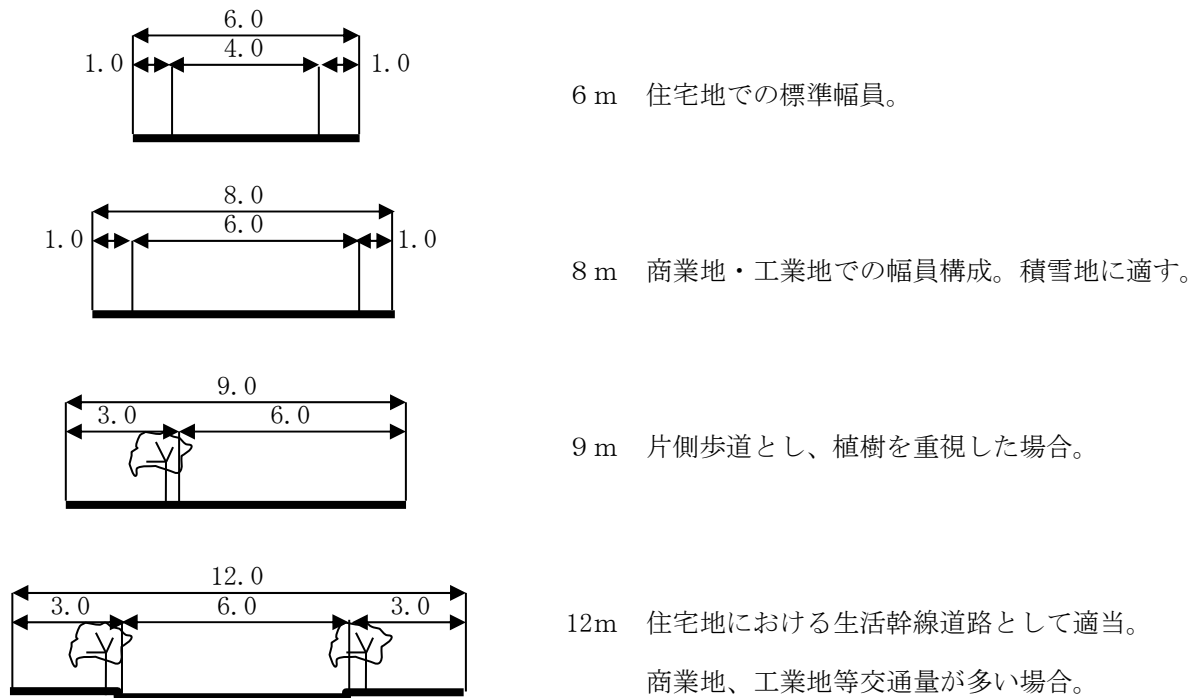 6.0
4.0
1.0 1.0
6ｍ 住宅地での標準幅員。
8.0
6.0
1.0 1.0
8ｍ 商業地・工業地での幅員構成。積雪地に適す。
9.0
3.0 6.0
9ｍ 片側歩道とし、植樹を重視した場合。
12.0
3.0 6.0 3.0
12m 住宅地における生活幹線道路として適当。
商業地、工業地等交通量が多い場合。